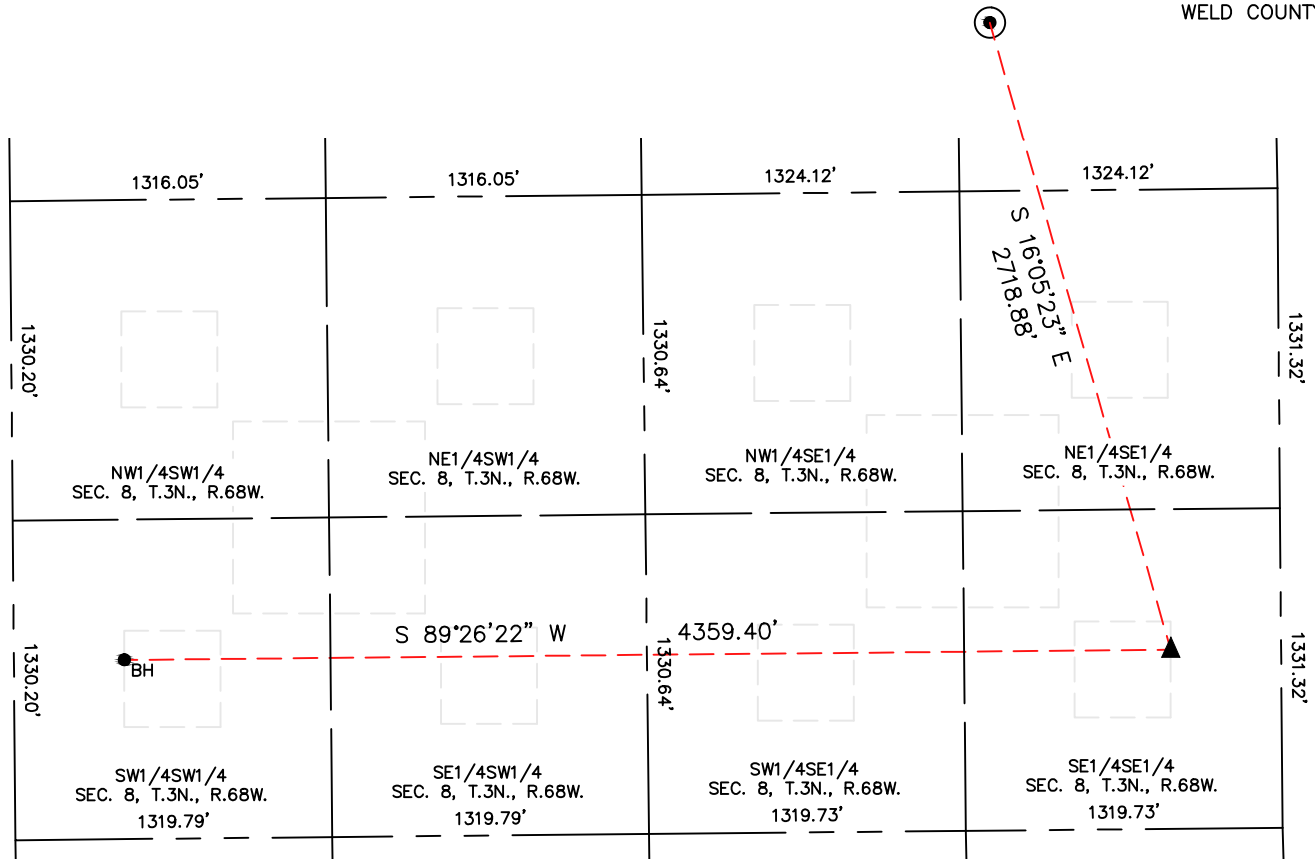 WELD COUNTY
1316.05'
1316.05'
1324.12'
1324.12'
S 16°05'23" E
2718.88'
1330.20'
1330.64'
1331.32'
NW1/4SW1/4
SEC. 8, T.3N., R.68W.
NE1/4SW1/4
SEC. 8, T.3N., R.68W.
NW1/4SE1/4
SEC. 8, T.3N., R.68W.
NE1/4SE1/4
SEC. 8, T.3N., R.68W.
S 89°26'22" W
4359.40'
BH
1330.20'
1330.64'
1331.32'
SW1/4SW1/4
SEC. 8, T.3N., R.68W.
1319.79'
SE1/4SW1/4
SEC. 8, T.3N., R.68W.
1319.79'
SW1/4SE1/4
SEC. 8, T.3N., R.68W.
1319.73'
SE1/4SE1/4
SEC. 8, T.3N., R.68W.
1319.73'